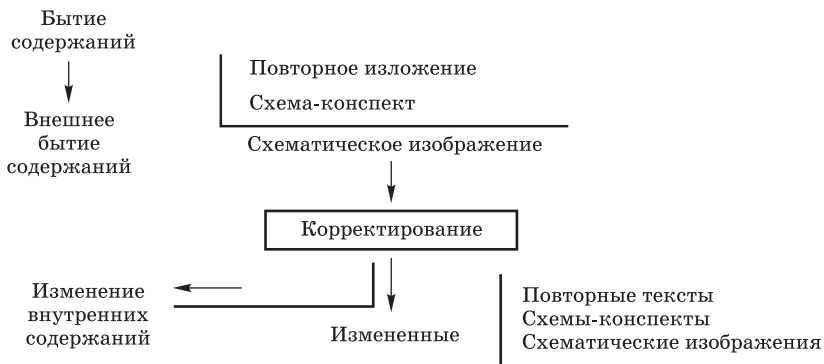 Бытие
содержаний
Внешнее
бытие
содержаний
Повторное изложение
Схема-конспект
Схематическое изображение
Корректирование
Изменение
внутренних
содержаний
Измененные
Повторные тексты
Схемы-конспекты
Схематические изображения